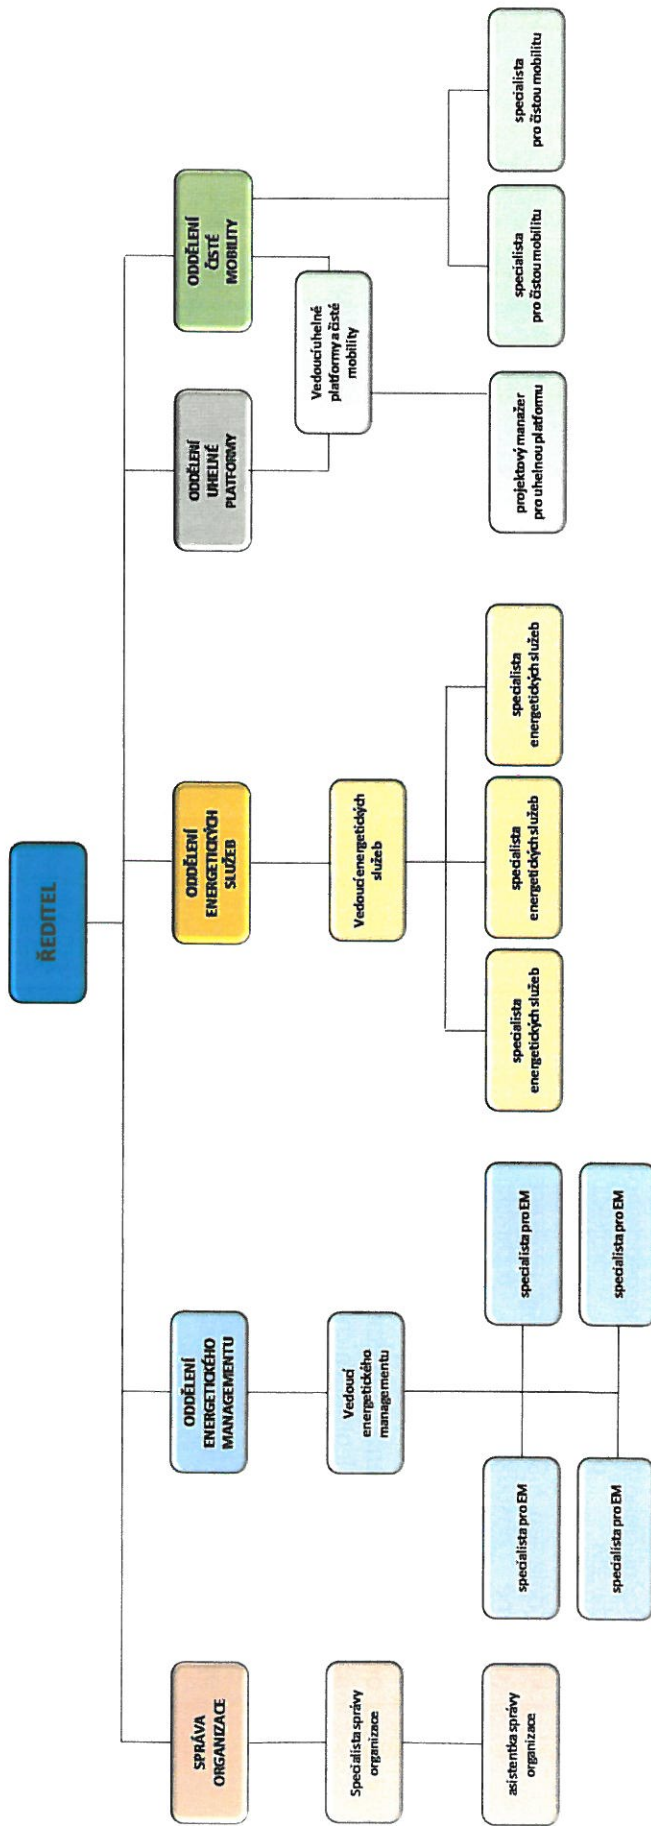 ŘEDITEL
SPRÁVA
ORGANIZACE
ODDĚLENÍ
ENERGETICKÉHO
MANAGEMENTU
ODDĚLENÍ
ENERGETICKÝCH
SLUŽEB
ODDĚLENÍ
UHELNÉ
PLATFORMY
ODDĚLENÍ
ČISTÉ
MOBILITY
Specialista správy
organizace
Vedoucí
energetického
managementu
Vedoucí energetických
služeb
Vedoucí uhelné
platformy a čisté
mobility
asistentka správy
organizace
specialista pro EM
specialista pro EM
specialista pro EM
specialista pro EM
specialista
energetických služeb
specialista
energetických služeb
specialista
energetických služeb
projektový manažer
pro uhelnou platformu
specialista
pro čistou mobilitu
specialista
pro čistou mobilitu